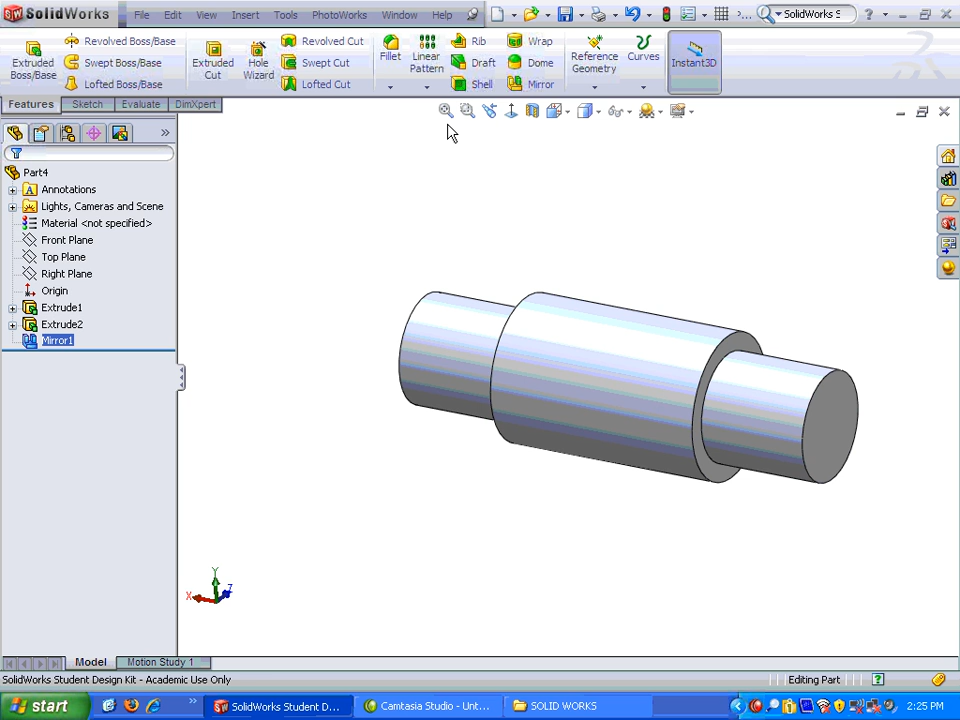 SolidWorks File Edit View Insert Tools PhotoWorks Window Help ... SolidWorks S ?
Extruded Boss/Base
Revolved Boss/Base
Swept Boss/Base
Lofted Boss/Base
Extruded Cut
Hole Wizard
Revolved Cut
Swept Cut
Lofted Cut
Fillet
Linear Pattern
Rib
Draft
Shell
Wrap
Dome
Mirror
Reference Geometry
Curves
Instant3D
Features Sketch Evaluate DimXpert
»
Part4
A Annotations
Lights, Cameras and Scene
Material <not specified>
Front Plane
Top Plane
Right Plane
Origin
Extrude1
Extrude2
Mirror1
Y
X Z
Model Motion Study 1
SolidWorks Student Design Kit - Academic Use Only Editing Part ?
start » SolidWorks Student D... Camtasia Studio - Unt... SOLID WORKS 2:25 PM